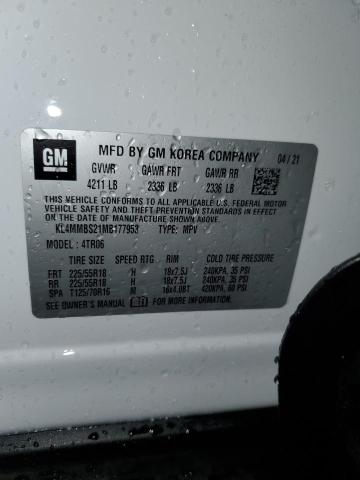 GM
MFD BY GM KOREA COMPANY 04/21
GVWR GAWR FRT GAWR RR
4211 LB 2336 LB 2336 LB
THIS VEHICLE CONFORMS TO ALL APPLICABLE U.S. FEDERAL MOTOR
VEHICLE SAFETY AND THEFT PREVENTION STANDARDS IN EFFECT ON
THE DATE OF MANUFACTURE SHOWN ABOVE.
KL4MMBS21MB177953 TYPE: MPV
MODEL: 4TR06
TIRE SIZE SPEED RTG RIM COLD TIRE PRESSURE
FRT 225/55R18 H 18x7.5J 240KPA, 35 PSI
RR 225/55R18 H 18x7.5J 240KPA, 35 PSI
SPA T125/70R16 M 16x4.0BT 420KPA, 60 PSI
SEE OWNER'S MANUAL FOR MORE INFORMATION